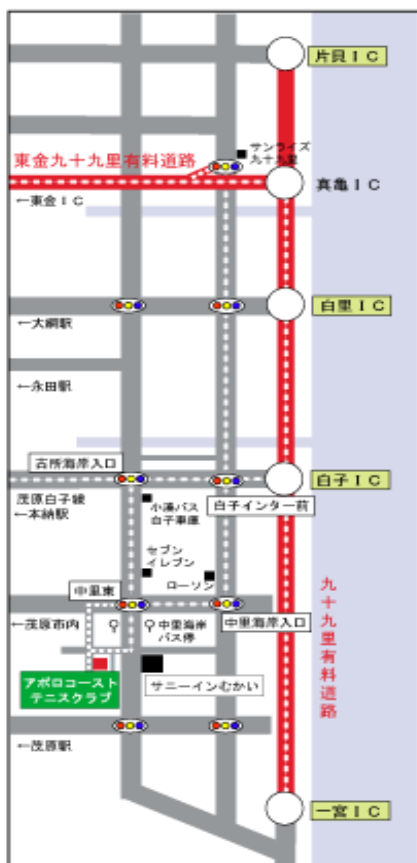 片貝ＩＣ
サンライズ
九十九里
東金九十九里有料道路
真亀ＩＣ
←東金ＩＣ
白里ＩＣ
←大綱駅
←永田駅
古所海岸入口
白子ＩＣ
茂原白子線
←本納駅
小湊バス
白子車庫
白子インター前
セブン
イレブン
ローソン
中里東
←茂原市内
中里海岸
バス停
中里海岸入口
九十九里有料道路
アポロコースト
テニスクラブ
サニーインむかい
←茂原駅
一宮ＩＣ